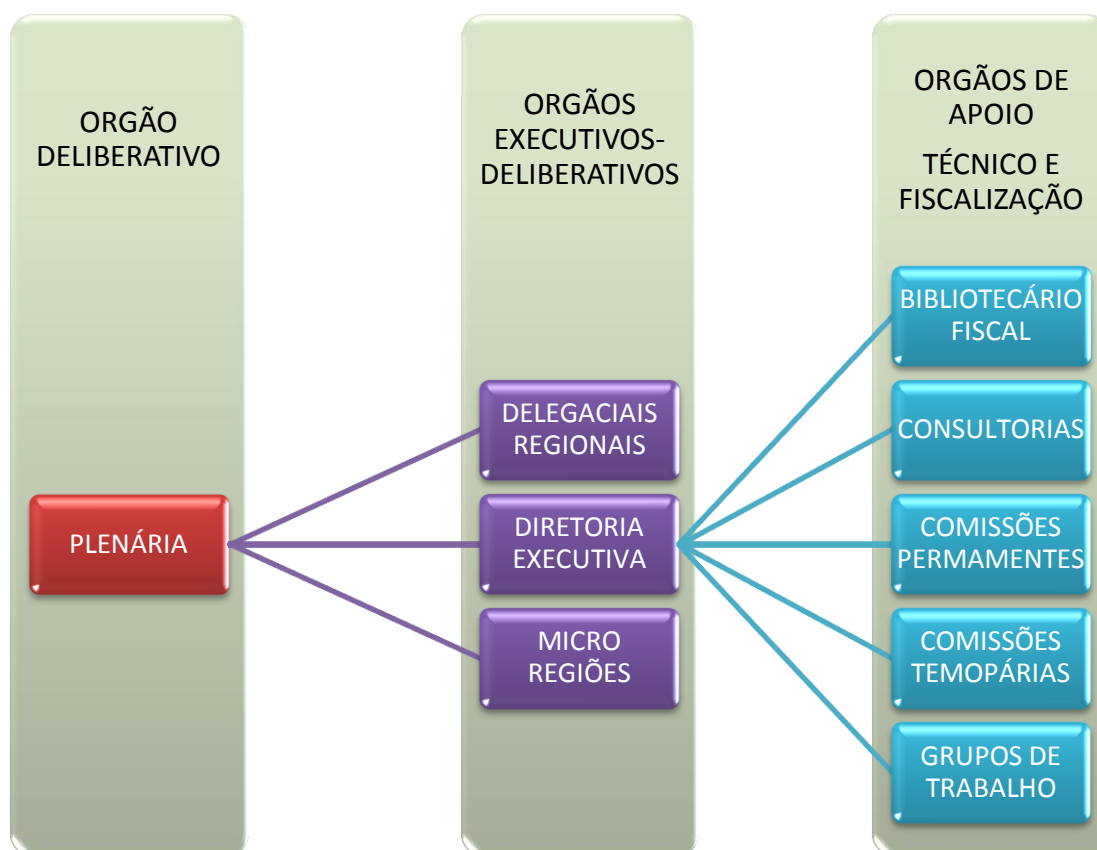 ORGÃO
DELIBERATIVO
PLENÁRIA
ORGÃOS
EXECUTIVOS-
DELIBERATIVOS
DELEGACIAIS
REGIONAIS
DIRETORIA
EXECUTIVA
MICRO
REGIÕES
ORGÃOS DE
APOIO
TÉCNICO E
FISCALIZAÇÃO
BIBLIOTECÁRIO
FISCAL
CONSULTORIAS
COMISSÕES
PERMAMENTES
COMISSÕES
TEMOPÁRIAS
GRUPOS DE
TRABALHO